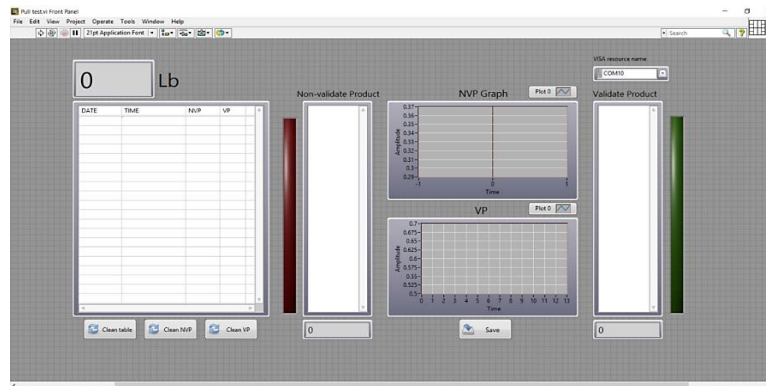 Pull test.vi Front Panel
File Edit View Project Operate Tools Window Help
21pt Application Font
Search
VISA resource name
COM10
0 Lb
Non-validate Product
NVP Graph
Plot 0
Validate Product
DATE TIME NVP VP
Amplitude
0.37
0.36
0.35
0.34
0.33
0.32
0.31
0.3
0.29
-1 0 1
Time
VP
Plot 0
Amplitude
0.7
0.675
0.65
0.625
0.6
0.575
0.55
0.525
0.5
0 1 2 3 4 5 6 7 8 9 10 11 12 13
Time
Clean table
Clean NVP
Clean VP
0
Save
0